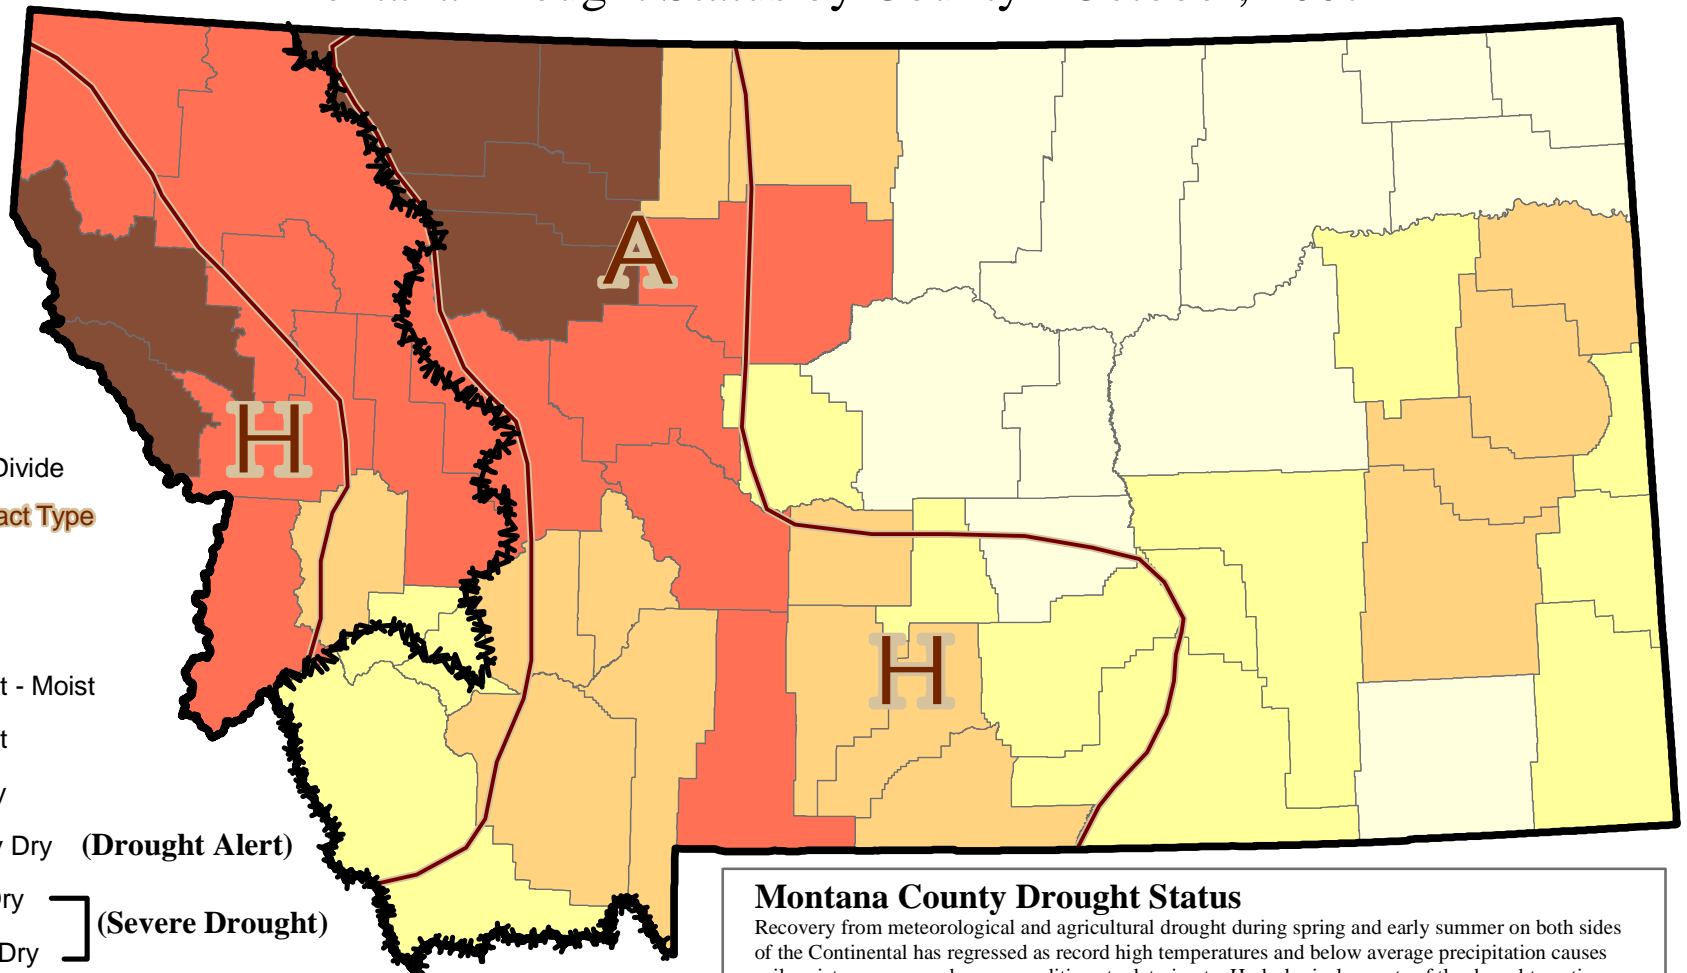 Divide
act Type
A
H
H
t - Moist
t
y
y Dry (Drought Alert)
Dry
(Severe Drought)
Dry
Montana County Drought Status
Recovery from meteorological and agricultural drought during spring and early summer on both sides
of the Continental has regressed as record high temperatures and below average precipitation causes